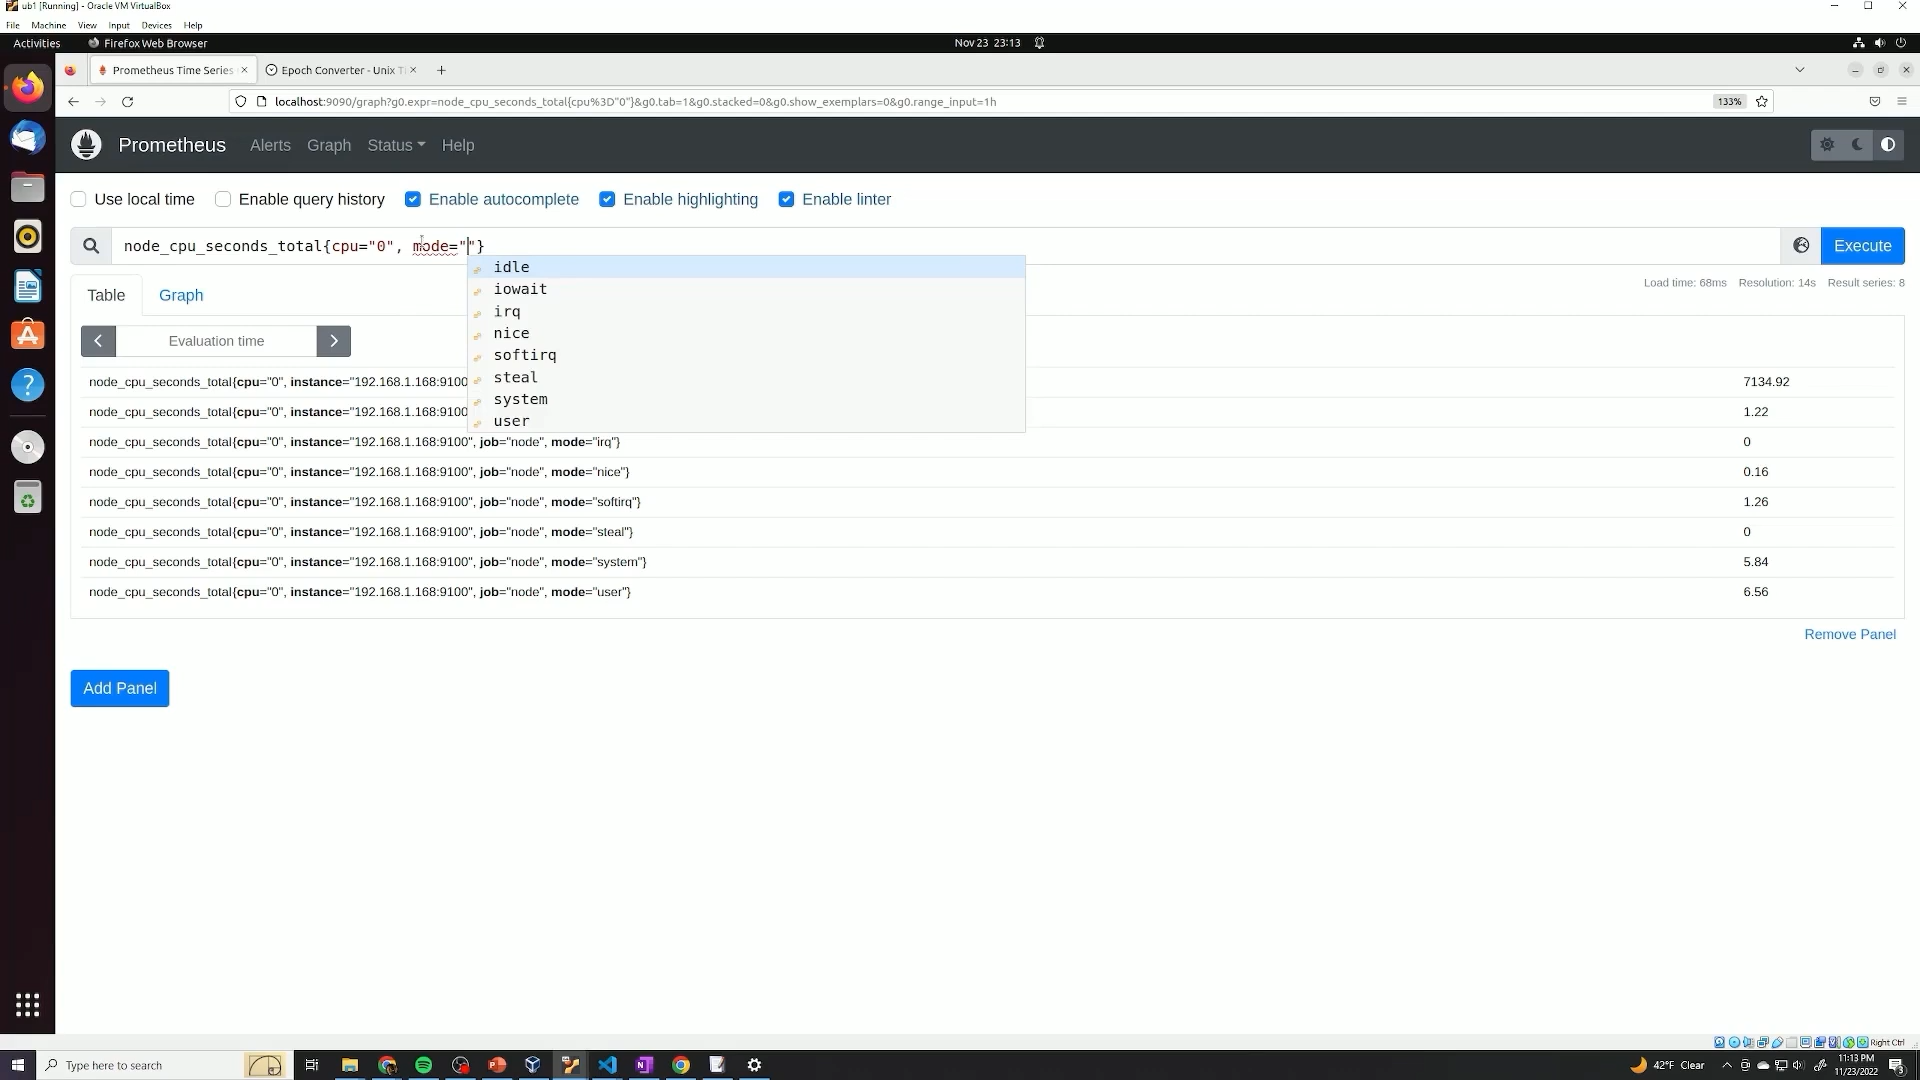 ub1 [Running] - Oracle VM VirtualBox
File Machine View Input Devices Help
Activities Firefox Web Browser Nov 23 23:13
Prometheus Time Series Epoch Converter - Unix Ti
localhost:9090/graph?g0.expr=node_cpu_seconds_total{cpu%3D"0"}&g0.tab=1&g0.stacked=0&g0.show_exemplars=0&g0.range_input=1h 133%
Prometheus Alerts Graph Status Help
Use local time Enable query history Enable autocomplete Enable highlighting Enable linter
node_cpu_seconds_total{cpu="0", mode=""} Execute
idle
iowait
irq
nice
softirq
steal
system
user
Table Graph Load time: 68ms Resolution: 14s Result series: 8
Evaluation time
node_cpu_seconds_total{cpu="0", instance="192.168.1.168:9100 7134.92
node_cpu_seconds_total{cpu="0", instance="192.168.1.168:9100 1.22
node_cpu_seconds_total{cpu="0", instance="192.168.1.168:9100", job="node", mode="irq"} 0
node_cpu_seconds_total{cpu="0", instance="192.168.1.168:9100", job="node", mode="nice"} 0.16
node_cpu_seconds_total{cpu="0", instance="192.168.1.168:9100", job="node", mode="softirq"} 1.26
node_cpu_seconds_total{cpu="0", instance="192.168.1.168:9100", job="node", mode="steal"} 0
node_cpu_seconds_total{cpu="0", instance="192.168.1.168:9100", job="node", mode="system"} 5.84
node_cpu_seconds_total{cpu="0", instance="192.168.1.168:9100", job="node", mode="user"} 6.56
Remove Panel
Add Panel
Right Ctrl
Type here to search 42°F Clear 11:13 PM
11/23/2022 3